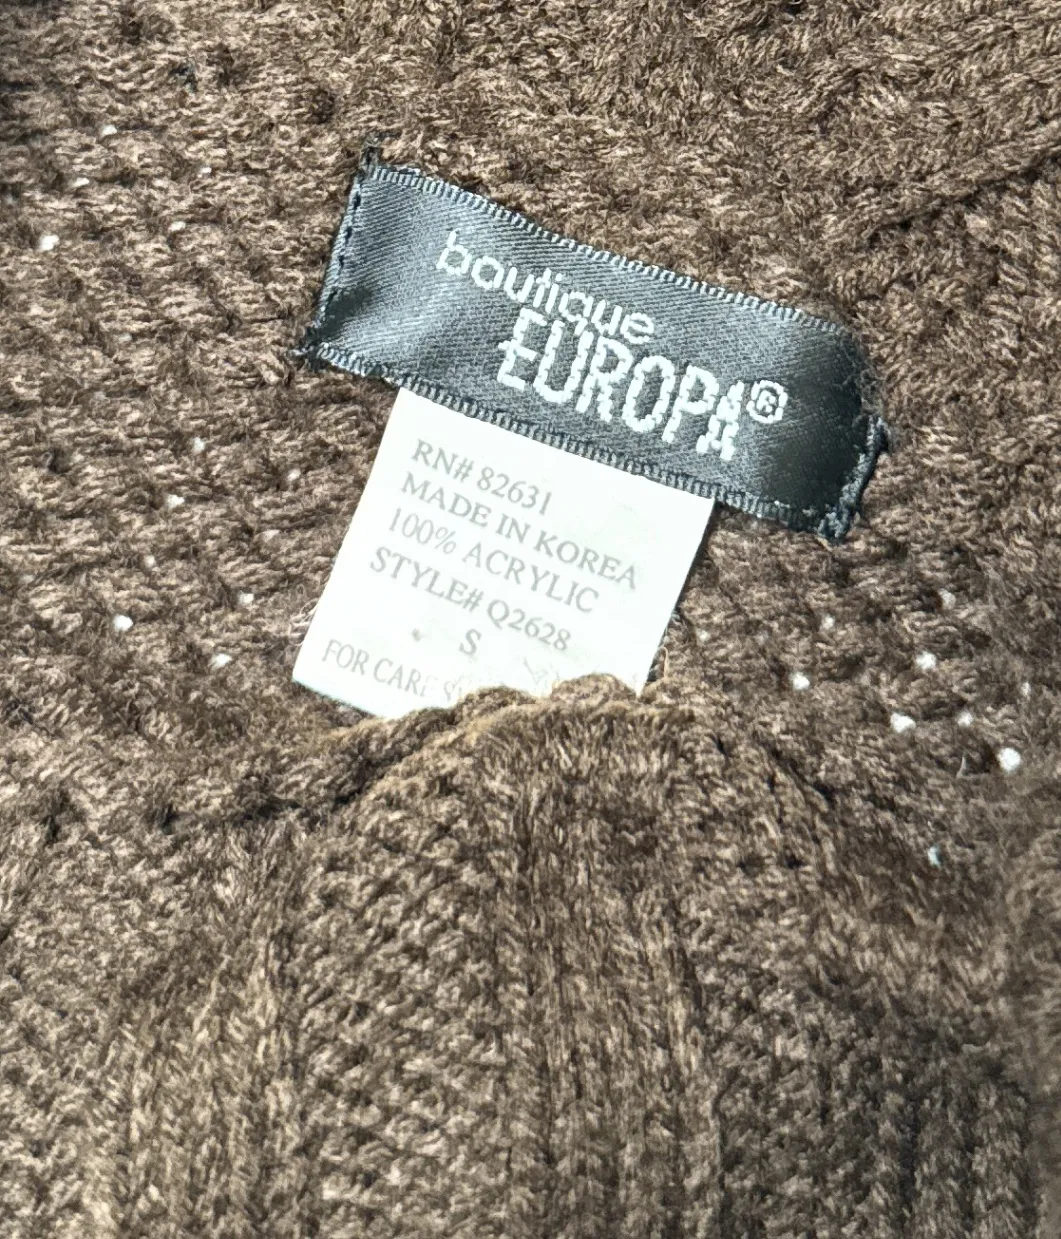 boutique
EUROPA®
RN# 82631
MADE IN KOREA
100% ACRYLIC
STYLE# Q2628
S
FOR CARE